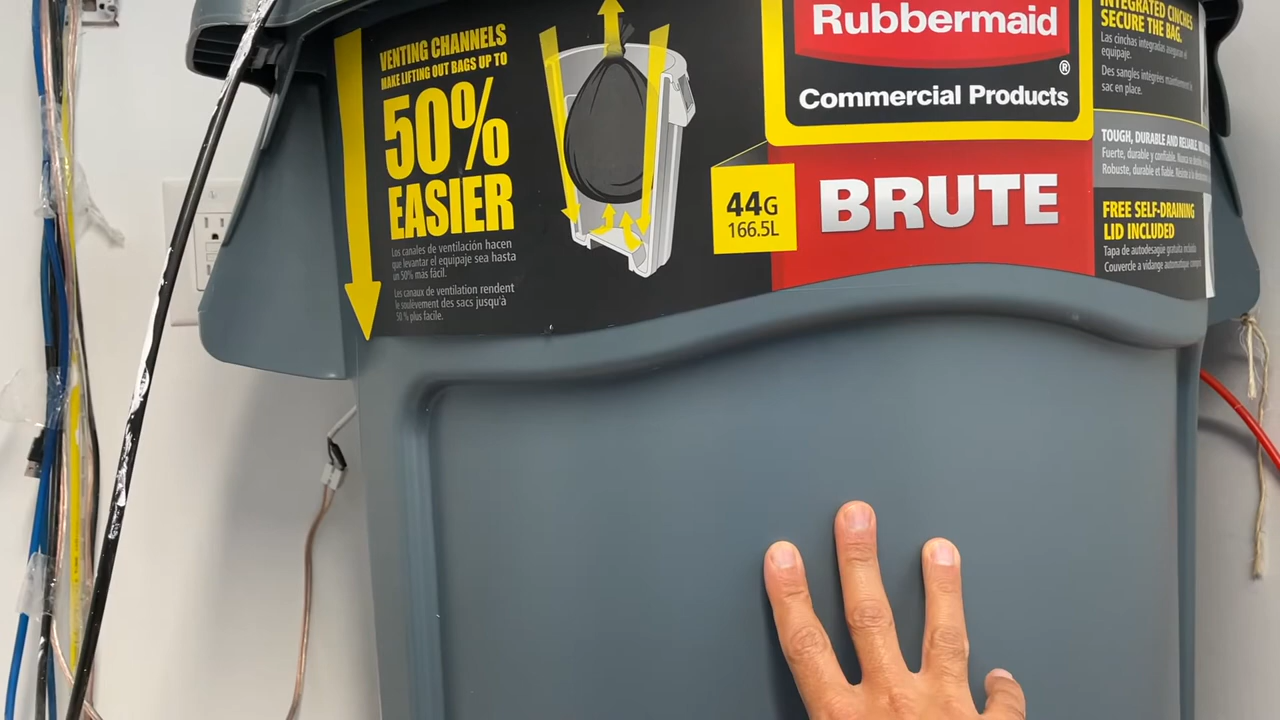 VENTING CHANNELS
MAKE LIFTING OUT BAGS UP TO
50%
EASIER
Los canales de ventilación hacen
que levantar el equipaje sea hasta
un 50% más fácil.
Les canaux de ventilation rendent
le soulèvement des sacs jusqu'à
50 % plus facile.
Rubbermaid
®
Commercial Products
44G
166.5L
BRUTE
INTEGRATED CINCHES
SECURE THE BAG.
Las cinchas integradas aseguran el
equipaje.
Des sangles intégrées maintiennent le
sac en place.
TOUGH, DURABLE AND RELIABLE.
Fuerte, durable y confiable. Nunca se
Robuste, durable et fiable. Résiste à la
FREE SELF-DRAINING
LID INCLUDED
Tapa de autodesagüe gratuita incluida
Couvercle à vidange automatique